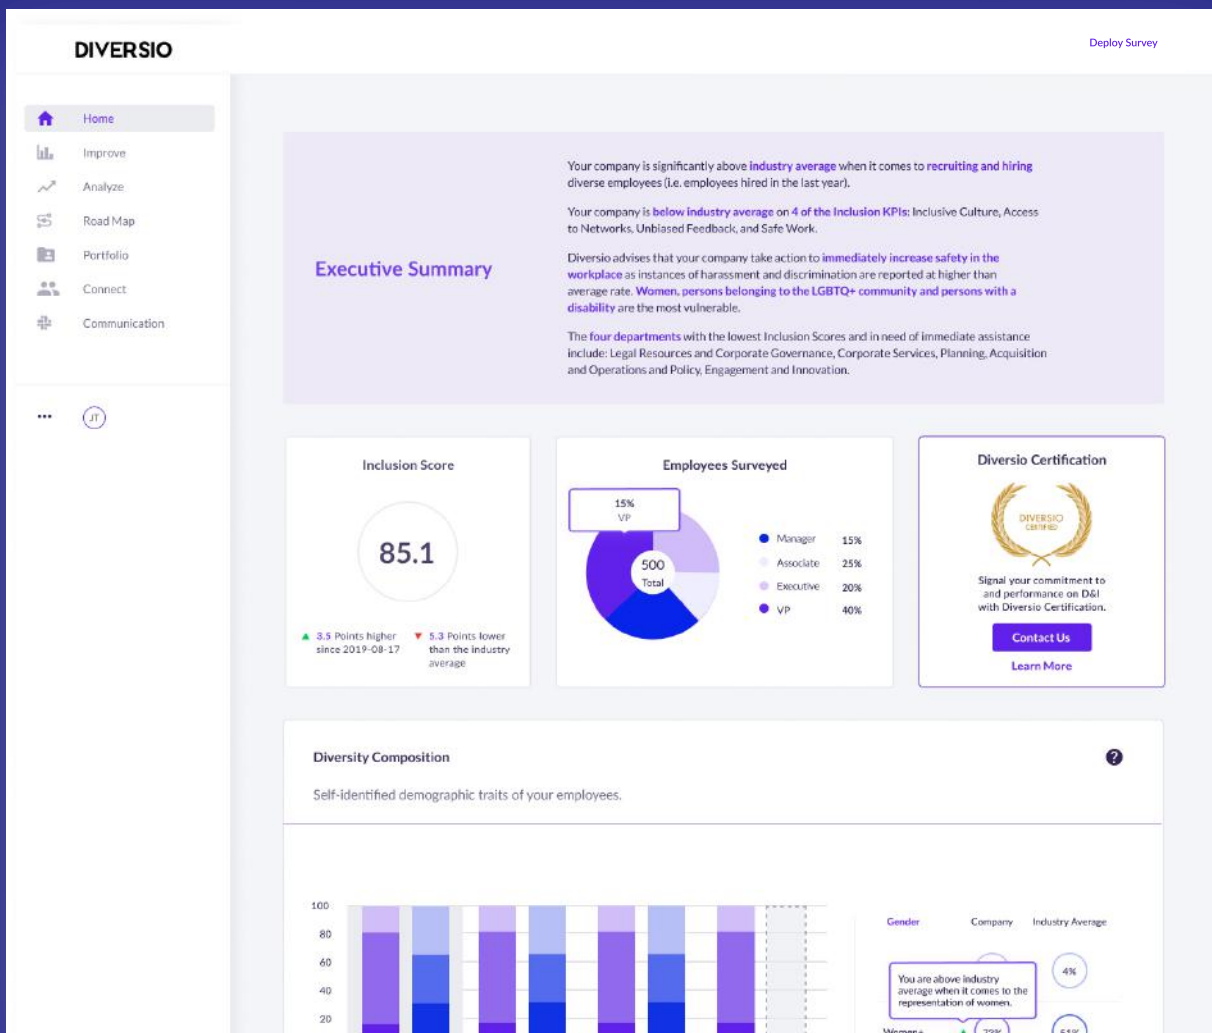 DIVERSIO
Deploy Survey
Home
Improve
Analyze
Road Map
Portfolio
Connect
Communication
JT
Executive Summary
Your company is significantly above industry average when it comes to recruiting and hiring
diverse employees (i.e. employees hired in the last year).
Your company is below industry average on 4 of the Inclusion KPIs: Inclusive Culture, Access
to Networks, Unbiased Feedback, and Safe Work.
Diversio advises that your company take action to immediately increase safety in the
workplace as instances of harassment and discrimination are reported at higher than
average rate. Women, persons belonging to the LGBTQ+ community and persons with a
disability are the most vulnerable.
The four departments with the lowest Inclusion Scores and in need of immediate assistance
include: Legal Resources and Corporate Governance, Corporate Services, Planning, Acquisition
and Operations and Policy, Engagement and Innovation.
Inclusion Score
85.1
3.5 Points higher
since 2019-08-17
5.3 Points lower
than the industry
average
Employees Surveyed
15%
VP
500
Total
Manager 15%
Associate 25%
Executive 20%
VP 40%
Diversio Certification
DIVERSIO
CERTIFIED
Signal your commitment to
and performance on D&I
with Diversio Certification.
Contact Us
Learn More
Diversity Composition
?
Self-identified demographic traits of your employees.
100
80
60
40
20
Gender Company Industry Average
4%
You are above industry
average when it comes to the
representation of women.